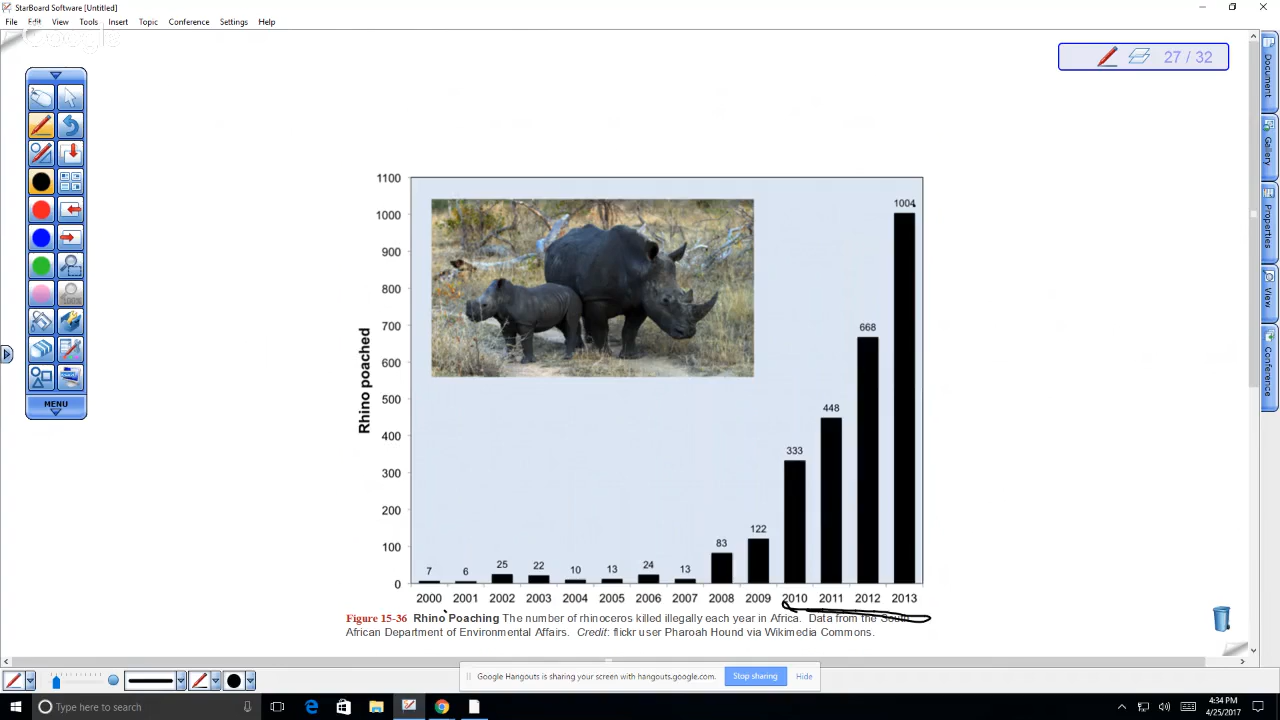 StarBoard Software [Untitled]
File Edit View Tools Insert Topic Conference Settings Help
Google
27 / 32
Document
Gallery
Properties
View
Conference
MENU
100%
1100
1000
900
800
700
600
500
400
300
200
100
0
Rhino poached
7 6 25 22 10 13 24 13 83 122 333 448 668 1004
2000 2001 2002 2003 2004 2005 2006 2007 2008 2009 2010 2011 2012 2013
Figure 15-36 Rhino Poaching The number of rhinoceros killed illegally each year in Africa. Data from the South
African Department of Environmental Affairs. Credit: flickr user Pharoah Hound via Wikimedia Commons.
Google Hangouts is sharing your screen with hangouts.google.com. Stop sharing Hide
Type here to search
4:34 PM
4/25/2017